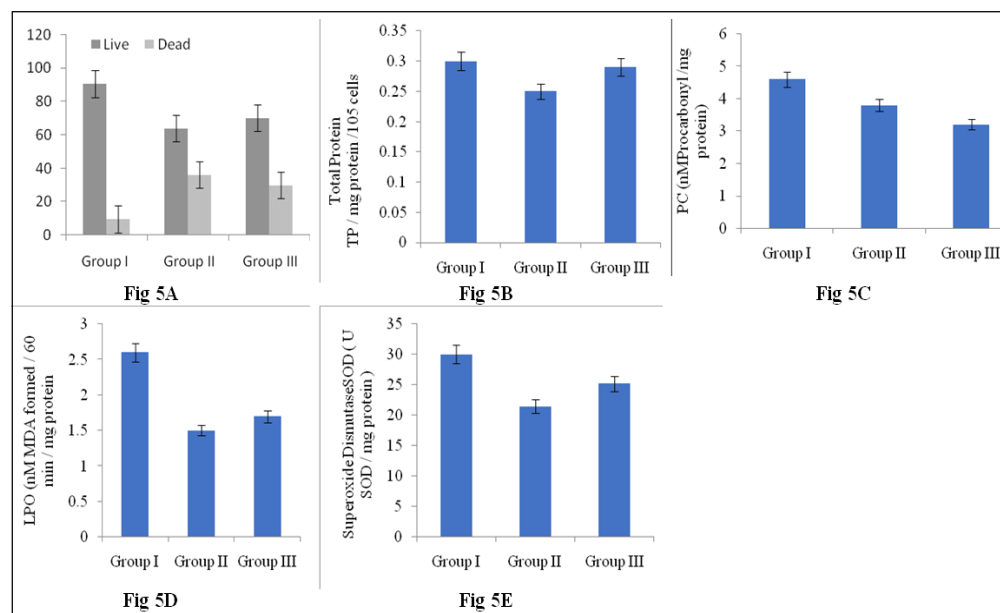 Live Dead
120
100
80
60
40
20
0
Group I Group II Group III
Fig 5A
Total Protein
TP / mg protein /105 cells
0.35
0.3
0.25
0.2
0.15
0.1
0.05
0
Group I Group II Group III
Fig 5B
PC (nMProcarbonyl /mg
protein)
6
5
4
3
2
1
0
Group I Group II Group III
Fig 5C
LPO (nM MDA formed / 60
min / mg protein
3
2.5
2
1.5
1
0.5
0
Group I Group II Group III
Fig 5D
Superoxide DismutaseSOD ( U
SOD / mg protein )
35
30
25
20
15
10
5
0
Group I Group II Group III
Fig 5E